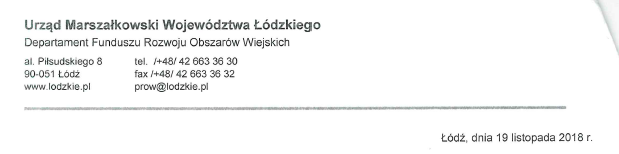 Urząd Marszałkowski Województwa Łódzkiego
Departament Funduszu Rozwoju Obszarów Wiejskich
al. Piłsudskiego 8 tel. /+48/ 42 663 36 30
90-051 Łódź fax /+48/ 42 663 36 32
www.lodzkie.pl prow@lodzkie.pl
Łódź, dnia 19 listopada 2018 r.